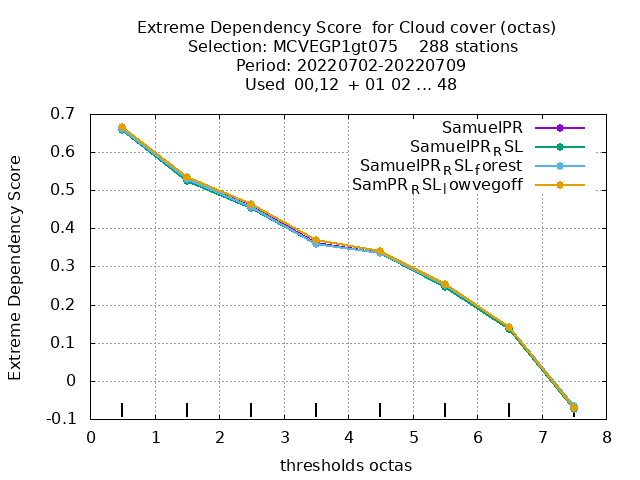 Extreme Dependency Score  for Cloud cover (octas)
Selection: MCVEGP1gt075    288 stations
Period: 20220702-20220709
Used  00,12  + 01 02 ... 48
SamuelPR
SamuelPR_RSL
SamuelPR_RSL_forest
SamPR_RSL_lowvegoff
Extreme Dependency Score
0.7
0.6
0.5
0.4
0.3
0.2
0.1
0
-0.1
0 1 2 3 4 5 6 7 8
thresholds octas